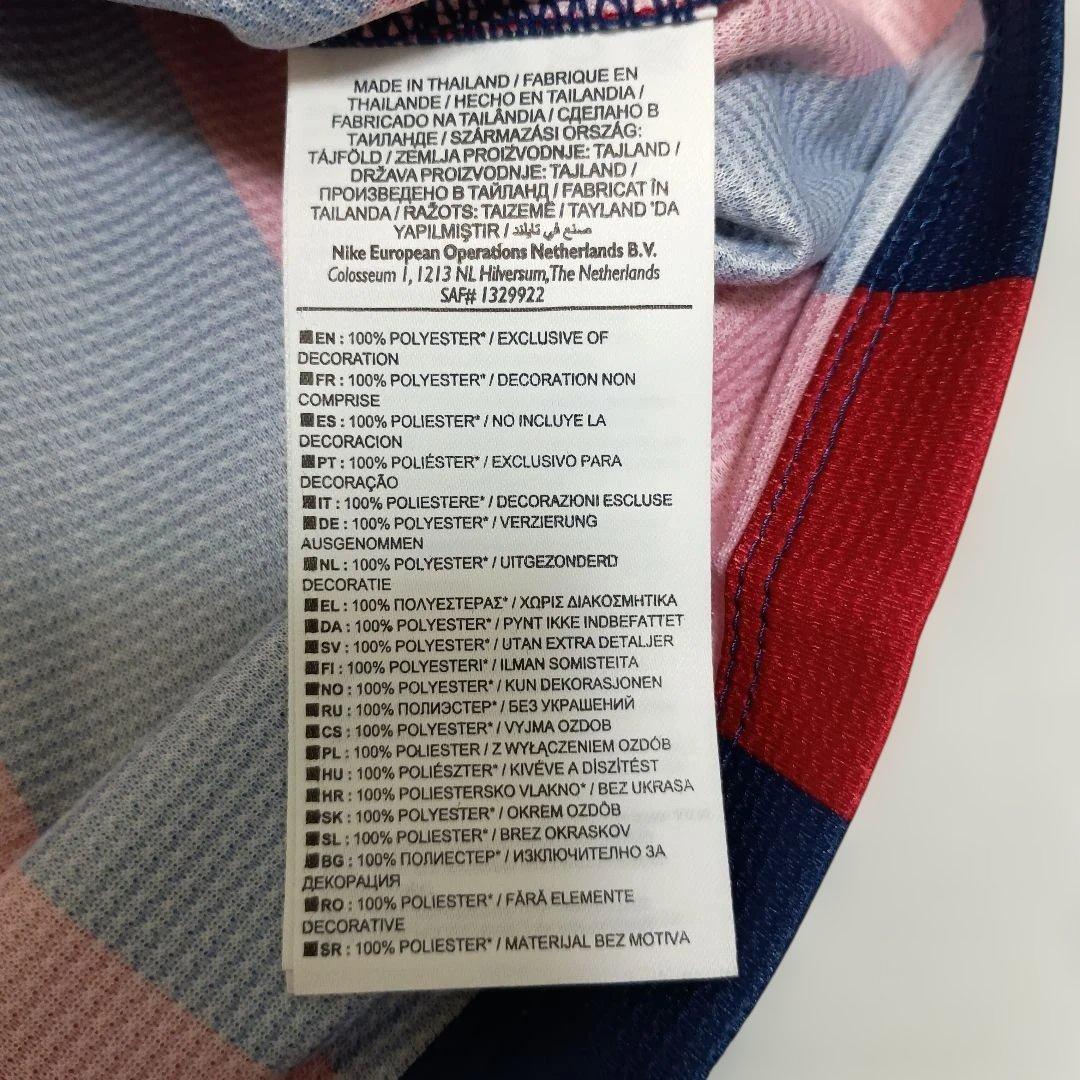 MADE IN THAILAND / FABRIQUE EN
THAILANDE / HECHO EN TAILANDIA /
FABRICADO NA TAILÂNDIA / СДЕЛАНО В
ТАИЛАНДЕ / SZÁRMAZÁSI ORSZÁG:
TÁJFÖLD / ZEMLJA PROIZVODNJE: TAJLAND /
DRŽAVA PROIZVODNJE: TAJLAND /
ПРОИЗВЕДЕНО В ТАЙЛАНД / FABRICAT ÎN
TAILANDA / RAŽOTS: TAIZEME / TAYLAND 'DA
YAPILMIŞTIR / صنع في تايلند
Nike European Operations Netherlands B.V.
Colosseum 1, 1213 NL Hilversum, The Netherlands
SAF# 1329922
EN : 100% POLYESTER* / EXCLUSIVE OF
DECORATION
FR : 100% POLYESTER* / DECORATION NON
COMPRISE
ES : 100% POLIESTER* / NO INCLUYE LA
DECORACION
PT : 100% POLIÉSTER* / EXCLUSIVO PARA
DECORAÇÃO
IT : 100% POLIESTERE* / DECORAZIONI ESCLUSE
DE : 100% POLYESTER* / VERZIERUNG
AUSGENOMMEN
NL : 100% POLYESTER* / UITGEZONDERD
DECORATIE
EL : 100% ΠΟΛΥΕΣΤΕΡΑΣ* / ΧΩΡΙΣ ΔΙΑΚΟΣΜΗΤΙΚΑ
DA : 100% POLYESTER* / PYNT IKKE INDBEFATTET
SV : 100% POLYESTER* / UTAN EXTRA DETALJER
FI : 100% POLYESTERI* / ILMAN SOMISTEITA
NO : 100% POLYESTER* / KUN DEKORASJONEN
RU : 100% ПОЛИЭСТЕР* / БЕЗ УКРАШЕНИЙ
CS : 100% POLYESTER* / VYJMA OZDOB
PL : 100% POLIESTER / Z WYŁĄCZENIEM OZDÓB
HU : 100% POLIÉSZTER* / KIVÉVE A DÍSZÍTÉST
HR : 100% POLIESTERSKO VLAKNO* / BEZ UKRASA
SK : 100% POLYESTER* / OKREM OZDÔB
SL : 100% POLIESTER* / BREZ OKRASKOV
BG : 100% ПОЛИЕСТЕР* / ИЗКЛЮЧИТЕЛНО ЗА
ДЕКОРАЦИЯ
RO : 100% POLIESTER* / FĂRĂ ELEMENTE
DECORATIVE
SR : 100% POLIESTER* / MATERIJAL BEZ MOTIVA